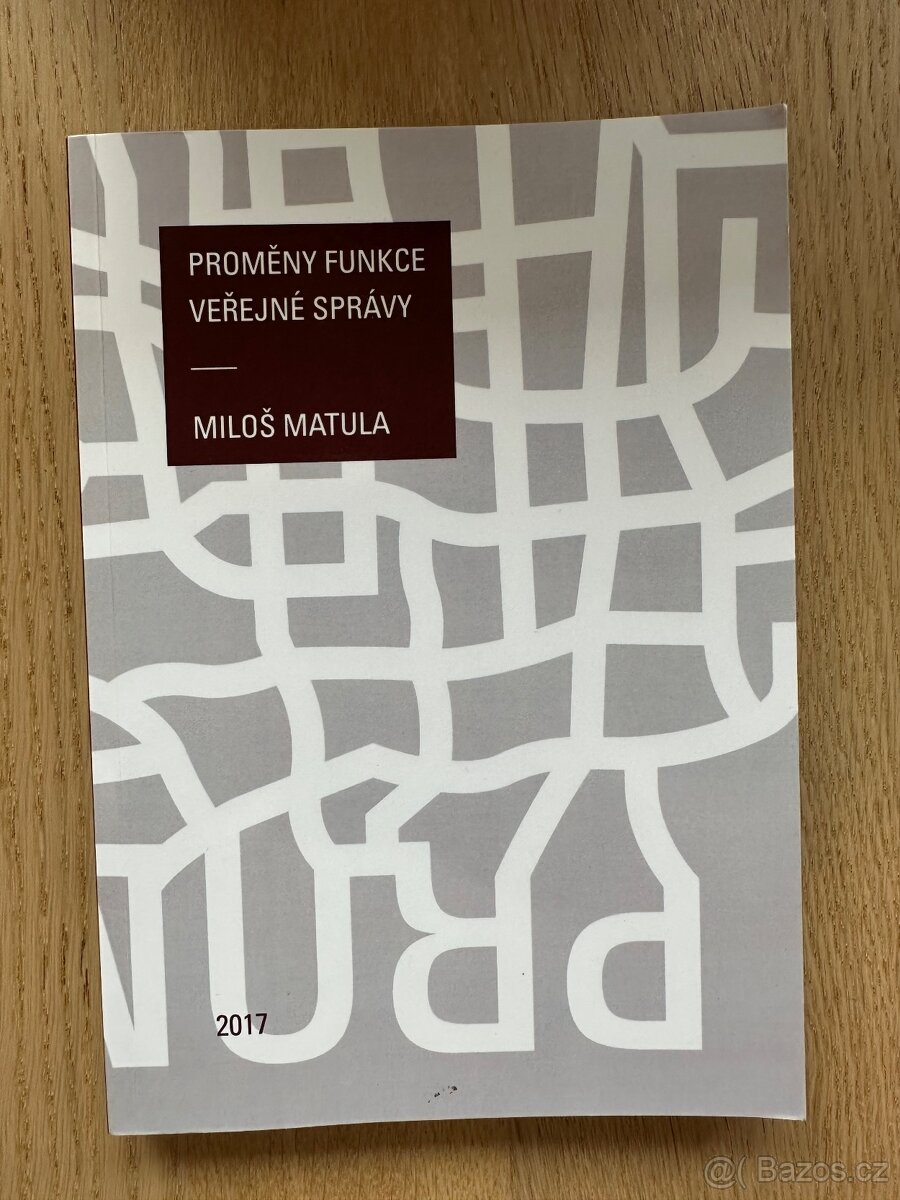 PROMĚNY FUNKCE
VEŘEJNÉ SPRÁVY
MILOŠ MATULA
2017
@( Bazos.cz